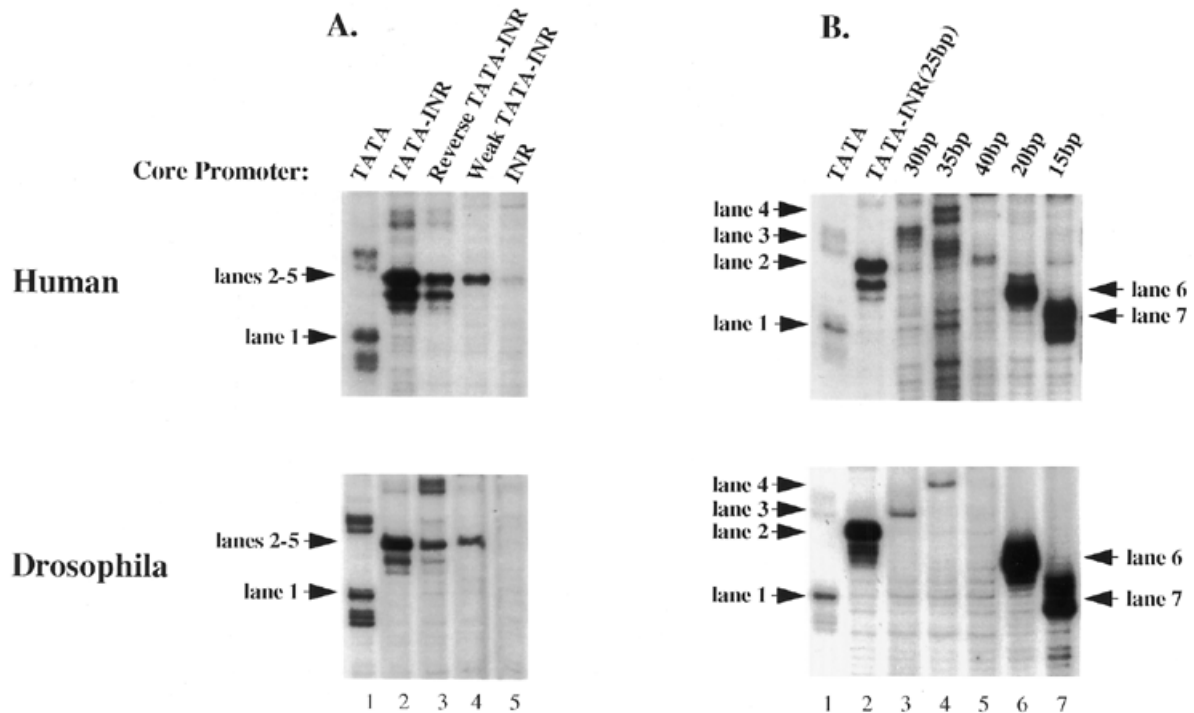 A.
B.
Core Promoter:
TATA
TATA-INR
Reverse TATA-INR
Weak TATA-INR
INR
TATA
TATA-INR(25bp)
30bp
35bp
40bp
20bp
15bp
Human
lanes 2-5
lane 1
lane 4
lane 3
lane 2
lane 1
lane 6
lane 7
Drosophila
lanes 2-5
lane 1
lane 4
lane 3
lane 2
lane 1
lane 6
lane 7
1 2 3 4 5
1 2 3 4 5 6 7